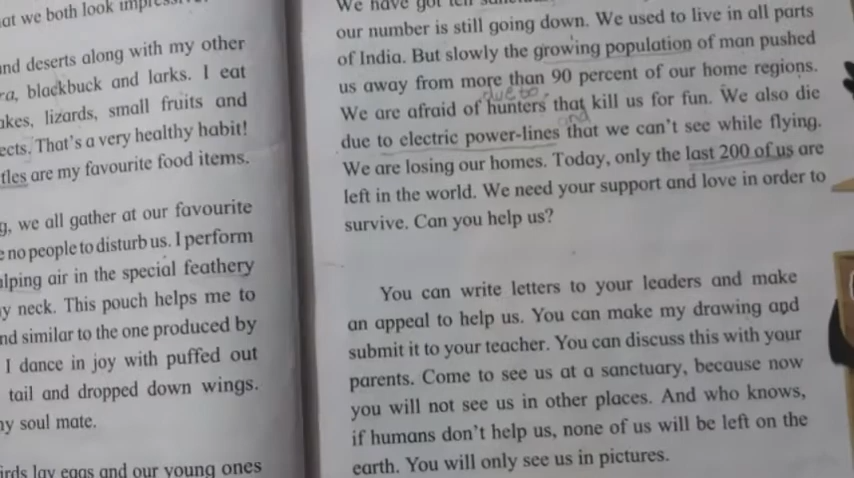 at we both look
and deserts along with my other
ra, blackbuck and larks. I eat
akes, lizards, small fruits and
ects. That's a very healthy habit!
tles are my favourite food items.
g, we all gather at our favourite
e no people to disturb us. I perform
ulping air in the special feathery
y neck. This pouch helps me to
nd similar to the one produced by
I dance in joy with puffed out
tail and dropped down wings.
ny soul mate.
irds lay eggs and our young ones
We have got ten
our number is still going down. We used to live in all parts
of India. But slowly the growing population of man pushed
us away from more than 90 percent of our home regions.
due to
We are afraid of hunters that kill us for fun. We also die
and
due to electric power-lines that we can't see while flying.
We are losing our homes. Today, only the last 200 of us are
left in the world. We need your support and love in order to
survive. Can you help us?
You can write letters to your leaders and make
an appeal to help us. You can make my drawing and
submit it to your teacher. You can discuss this with your
parents. Come to see us at a sanctuary, because now
you will not see us in other places. And who knows,
if humans don't help us, none of us will be left on the
earth. You will only see us in pictures.